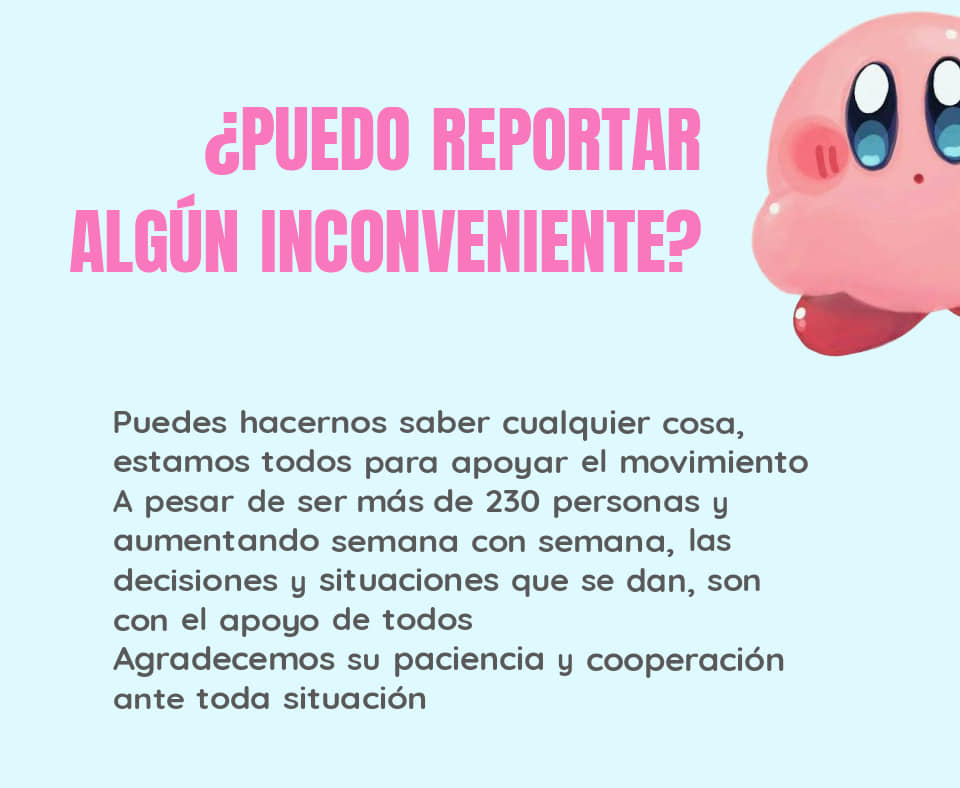 ¿PUEDO REPORTAR
ALGÚN INCONVENIENTE?
Puedes hacernos saber cualquier cosa,
estamos todos para apoyar el movimiento
A pesar de ser más de 230 personas y
aumentando semana con semana, las
decisiones y situaciones que se dan, son
con el apoyo de todos
Agradecemos su paciencia y cooperación
ante toda situación